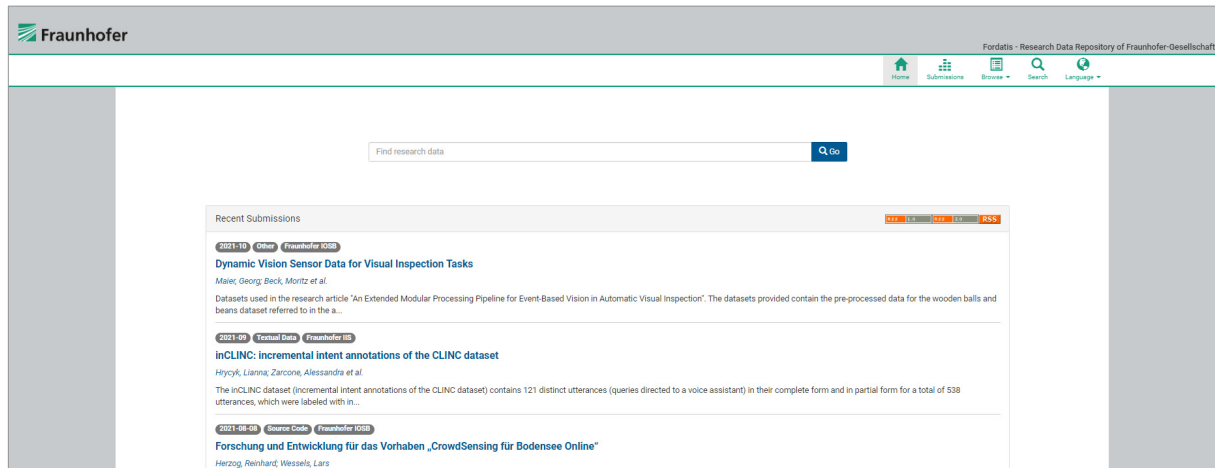 Fraunhofer
Fordatis - Research Data Repository of Fraunhofer-Gesellschaft
Home Submissions Browse Search Language
Find research data
Go
Recent Submissions
RSS 1.0 RSS 2.0 RSS
2021-10 Other Fraunhofer IOSB
Dynamic Vision Sensor Data for Visual Inspection Tasks
Maier, Georg; Beck, Moritz et al.
Datasets used in the research article "An Extended Modular Processing Pipeline for Event-Based Vision in Automatic Visual Inspection". The datasets provided contain the pre-processed data for the wooden balls and
beans dataset referred to in the a...
2021-09 Textual Data Fraunhofer IIS
inCLINC: incremental intent annotations of the CLINC dataset
Hrycyk, Lianna; Zarcone, Alessandra et al.
The inCLINC dataset (incremental intent annotations of the CLINC dataset) contains 121 distinct utterances (queries directed to a voice assistant) in their complete form and in partial form for a total of 538
utterances, which were labeled with in...
2021-08-08 Source Code Fraunhofer IOSB
Forschung und Entwicklung für das Vorhaben „CrowdSensing für Bodensee Online“
Herzog, Reinhard; Wessels, Lars